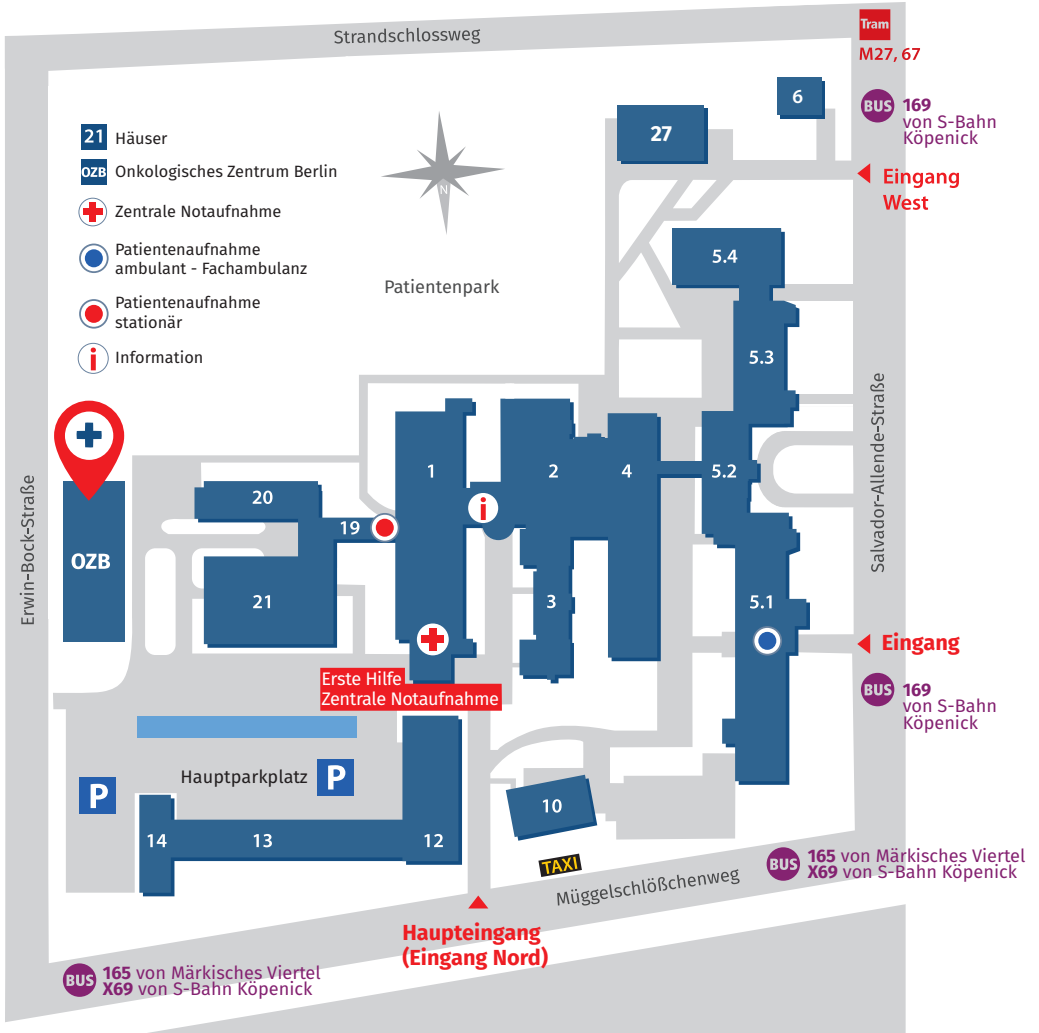 Strandschlossweg
Tram
M27, 67
6
BUS 169
von S-Bahn
Köpenick
27
21 Häuser
OZB Onkologisches Zentrum Berlin
Zentrale Notaufnahme
Patientenaufnahme
ambulant - Fachambulanz
Patientenaufnahme
stationär
i Information
N
Patientenpark
Eingang
West
5.4
5.3
Salvador-Allende-Straße
Erwin-Bock-Straße
OZB
20
19
21
1
i
2
4
5.2
3
5.1
Eingang
BUS 169
von S-Bahn
Köpenick
Erste Hilfe
Zentrale Notaufnahme
P
Hauptparkplatz P
14
13
12
10
TAXI
Müggelschlößchenweg
BUS 165 von Märkisches Viertel
X69 von S-Bahn Köpenick
Haupteingang
(Eingang Nord)
BUS 165 von Märkisches Viertel
X69 von S-Bahn Köpenick